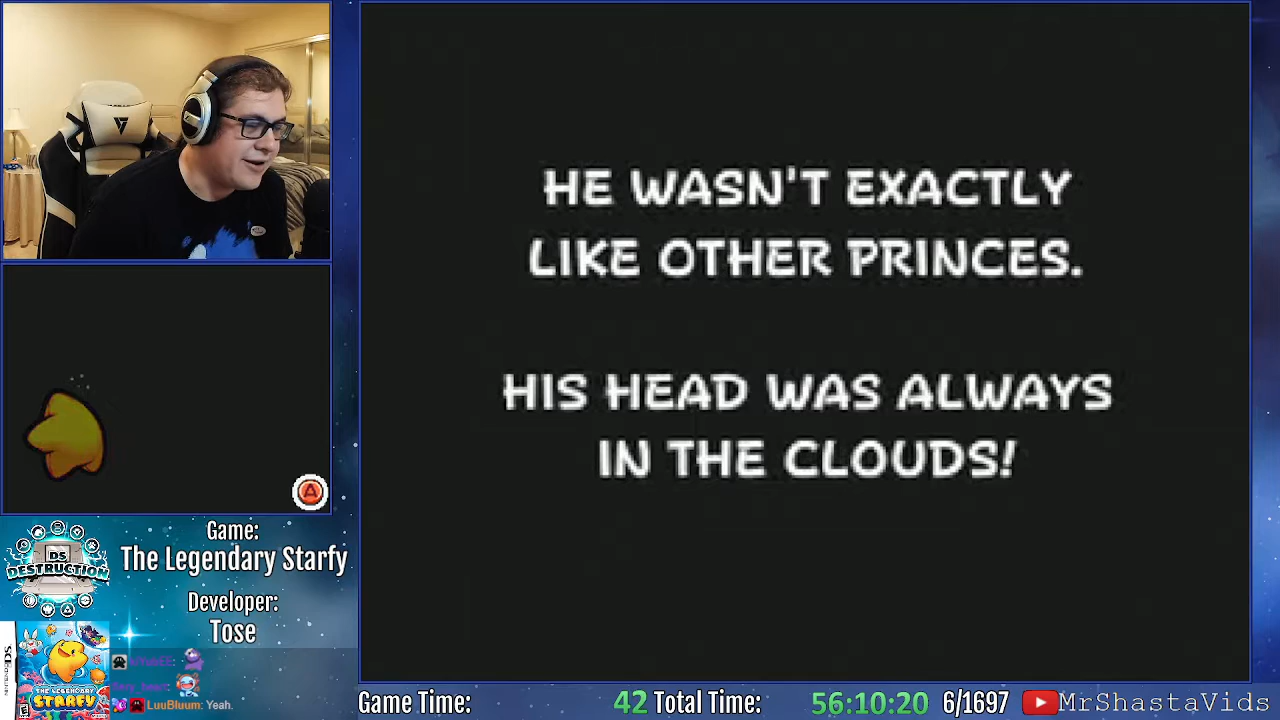 HE WASN'T EXACTLY
LIKE OTHER PRINCES.
HIS HEAD WAS ALWAYS
IN THE CLOUDS!
A
DS
DESTRUCTION
Game:
The Legendary Starfy
Developer:
Tose
THE LEGENDARY
STARFY
LuuBluum: Yeah.
Game Time: 42 Total Time: 56:10:20 6/1697 MrShastaVids